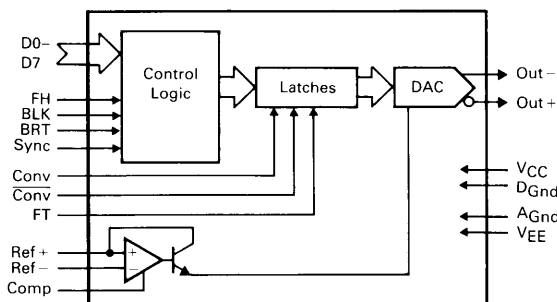 D0-
D7
FH
BLK
BRT
Sync
Conv
Conv
FT
Ref+
Ref-
Comp
Control
Logic
Latches
DAC
Out-
Out+
VCC
DGnd
AGnd
VEE
+
-